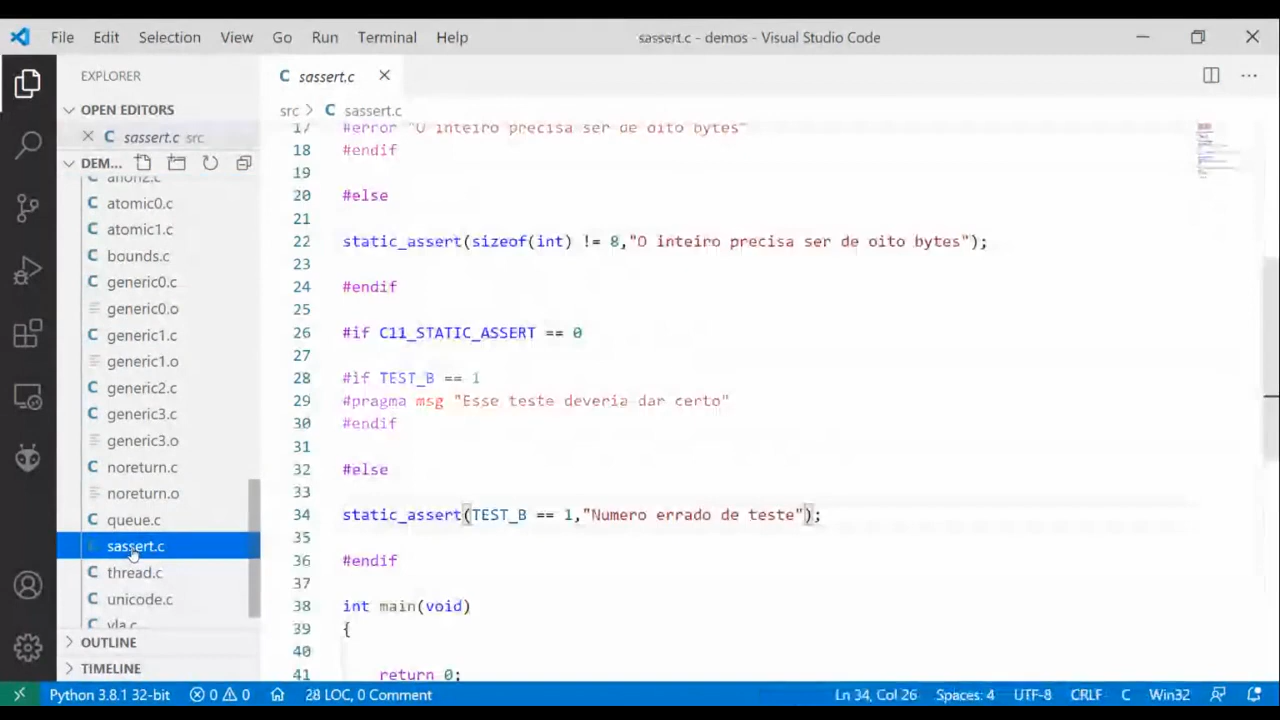 File Edit Selection View Go Run Terminal Help sassert.c - demos - Visual Studio Code
EXPLORER
OPEN EDITORS
sassert.c src
DEM...
anon2.c
atomic0.c
atomic1.c
bounds.c
generic0.c
generic0.o
generic1.c
generic1.o
generic2.c
generic3.c
generic3.o
noreturn.c
noreturn.o
queue.c
sassert.c
thread.c
unicode.c
vla.c
OUTLINE
TIMELINE
sassert.c
src > sassert.c
17 #error "O inteiro precisa ser de oito bytes"
18 #endif
19
20 #else
21
22 static_assert(sizeof(int) != 8,"O inteiro precisa ser de oito bytes");
23
24 #endif
25
26 #if C11_STATIC_ASSERT == 0
27
28 #if TEST_B == 1
29 #pragma msg "Esse teste deveria dar certo"
30 #endif
31
32 #else
33
34 static_assert(TEST_B == 1,"Numero errado de teste");
35
36 #endif
37
38 int main(void)
39 {
40
41 return 0;
Python 3.8.1 32-bit 0 0 28 LOC, 0 Comment Ln 34, Col 26 Spaces: 4 UTF-8 CRLF C Win32